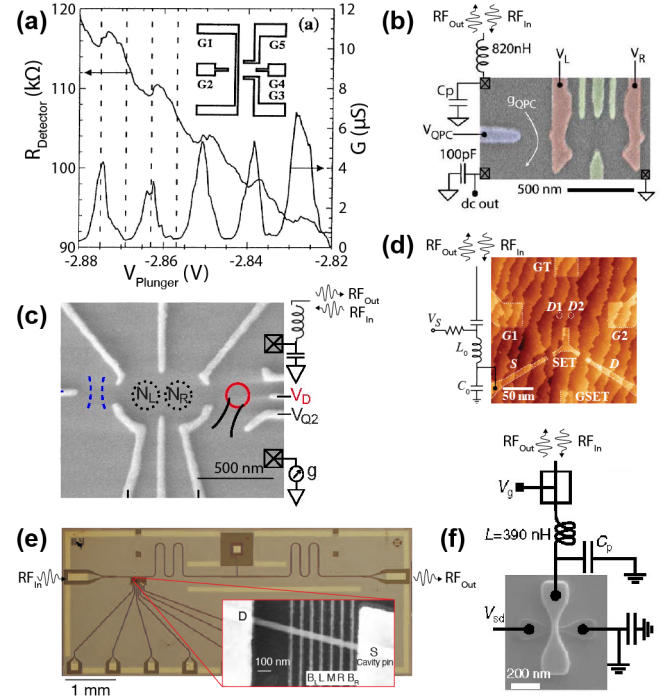 (a)
(a)
G1
G5
G2
G4
G3
R_Detector (kΩ)
120
112
104
96
90
12
10
8
6
4
2
0
G (μS)
-2.88
-2.86
-2.84
-2.82
V_Plunger (V)
(b)
RF_Out
RF_In
820nH
V_L
V_R
Cp
g_QPC
V_QPC
100pF
dc out
500 nm
(c)
RF_Out
RF_In
N_L
N_R
V_D
V_Q2
500 nm
g
(d)
RF_Out
RF_In
GT
D1
D2
V_S
G1
G2
L_0
S
SET
D
C_0
50 nm
GSET
(e)
RF_In
RF_Out
D
S
Cavity pin
100 nm
B_L L M R B_R
1 mm
(f)
RF_Out
RF_In
V_g
L=390 nH
C_p
V_sd
200 nm